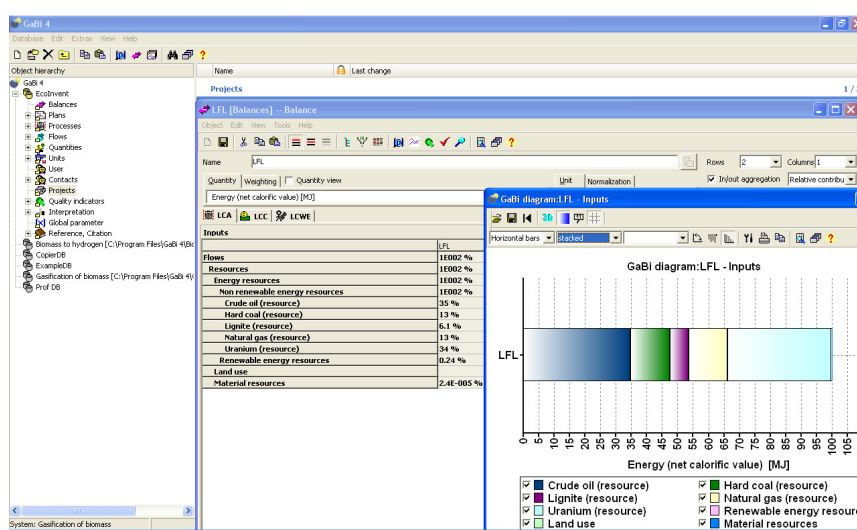 GaBi 4
Database Edit Extras View Help
Object hierarchy
Name Last change
GaBi 4
EcoInvent
Balances
Plans
Processes
Flows
Quantities
Units
User
Contacts
Projects
Quality indicators
Interpretation
Global parameter
Reference, Citation
Biomass to hydrogen [C:\Program Files\GaBi 4\Bio
CopierDB
ExampleDB
Gasification of biomass [C:\Program Files\GaBi 4\
Prof DB
System: Gasification of biomass
Projects 1 /
LFL [Balances] -- Balance
Object Edit View Tools Help
Name LFL Rows 2 Columns 1
Quantity Weighting Quantity view Unit Normalization In/out aggregation Relative contribu
Energy (net calorific value) [MJ]
LCA LCC LCWE
Inputs
LFL
Flows 1E002 %
Resources 1E002 %
Energy resources 1E002 %
Non renewable energy resources 1E002 %
Crude oil (resource) 35 %
Hard coal (resource) 13 %
Lignite (resource) 6.1 %
Natural gas (resource) 13 %
Uranium (resource) 34 %
Renewable energy resources 0.24 %
Land use
Material resources 2.4E-005 %
GaBi diagram:LFL - Inputs
3D
Horizontal bars stacked
GaBi diagram:LFL - Inputs
LFL
0 5 10 15 20 25 30 35 40 45 50 55 60 65 70 75 80 85 90 95 100 105
Energy (net calorific value) [MJ]
Crude oil (resource) Hard coal (resource)
Lignite (resource) Natural gas (resource)
Uranium (resource) Renewable energy resour
Land use Material resources